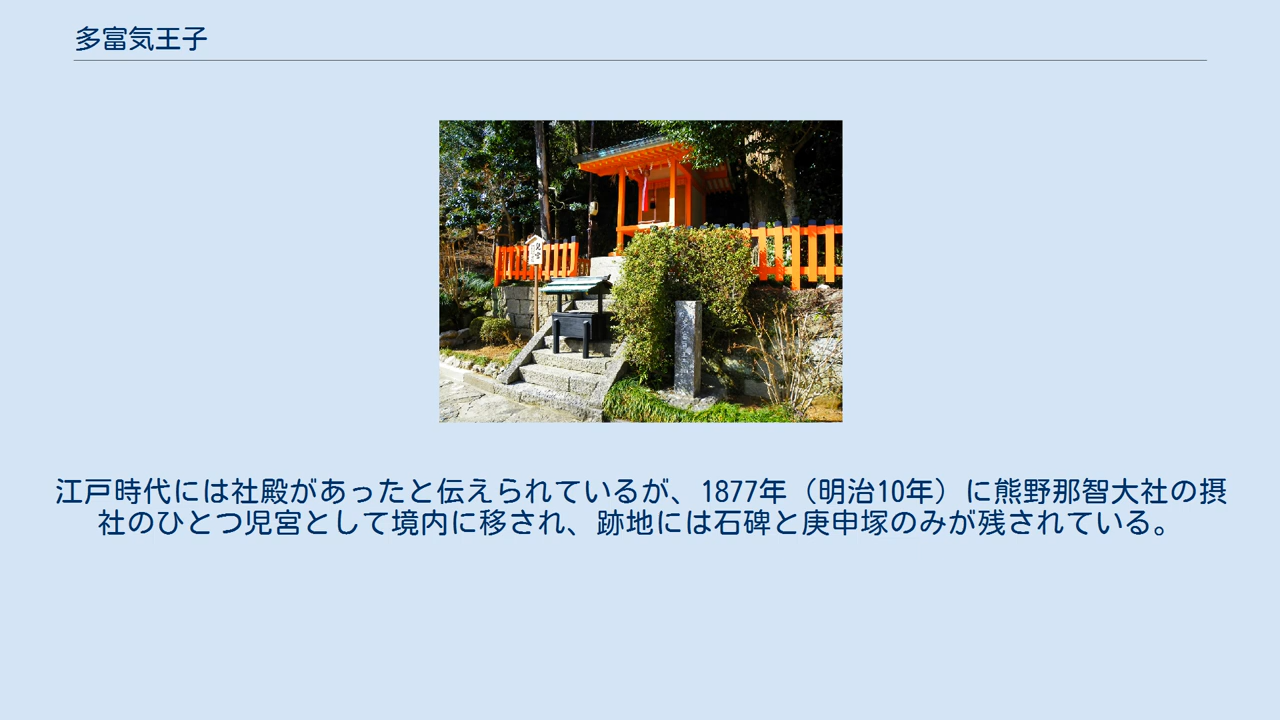 多富気王子
児宮
江戸時代には社殿があったと伝えられているが、1877年（明治10年）に熊野那智大社の摂
社のひとつ児宮として境内に移され、跡地には石碑と庚申塚のみが残されている。